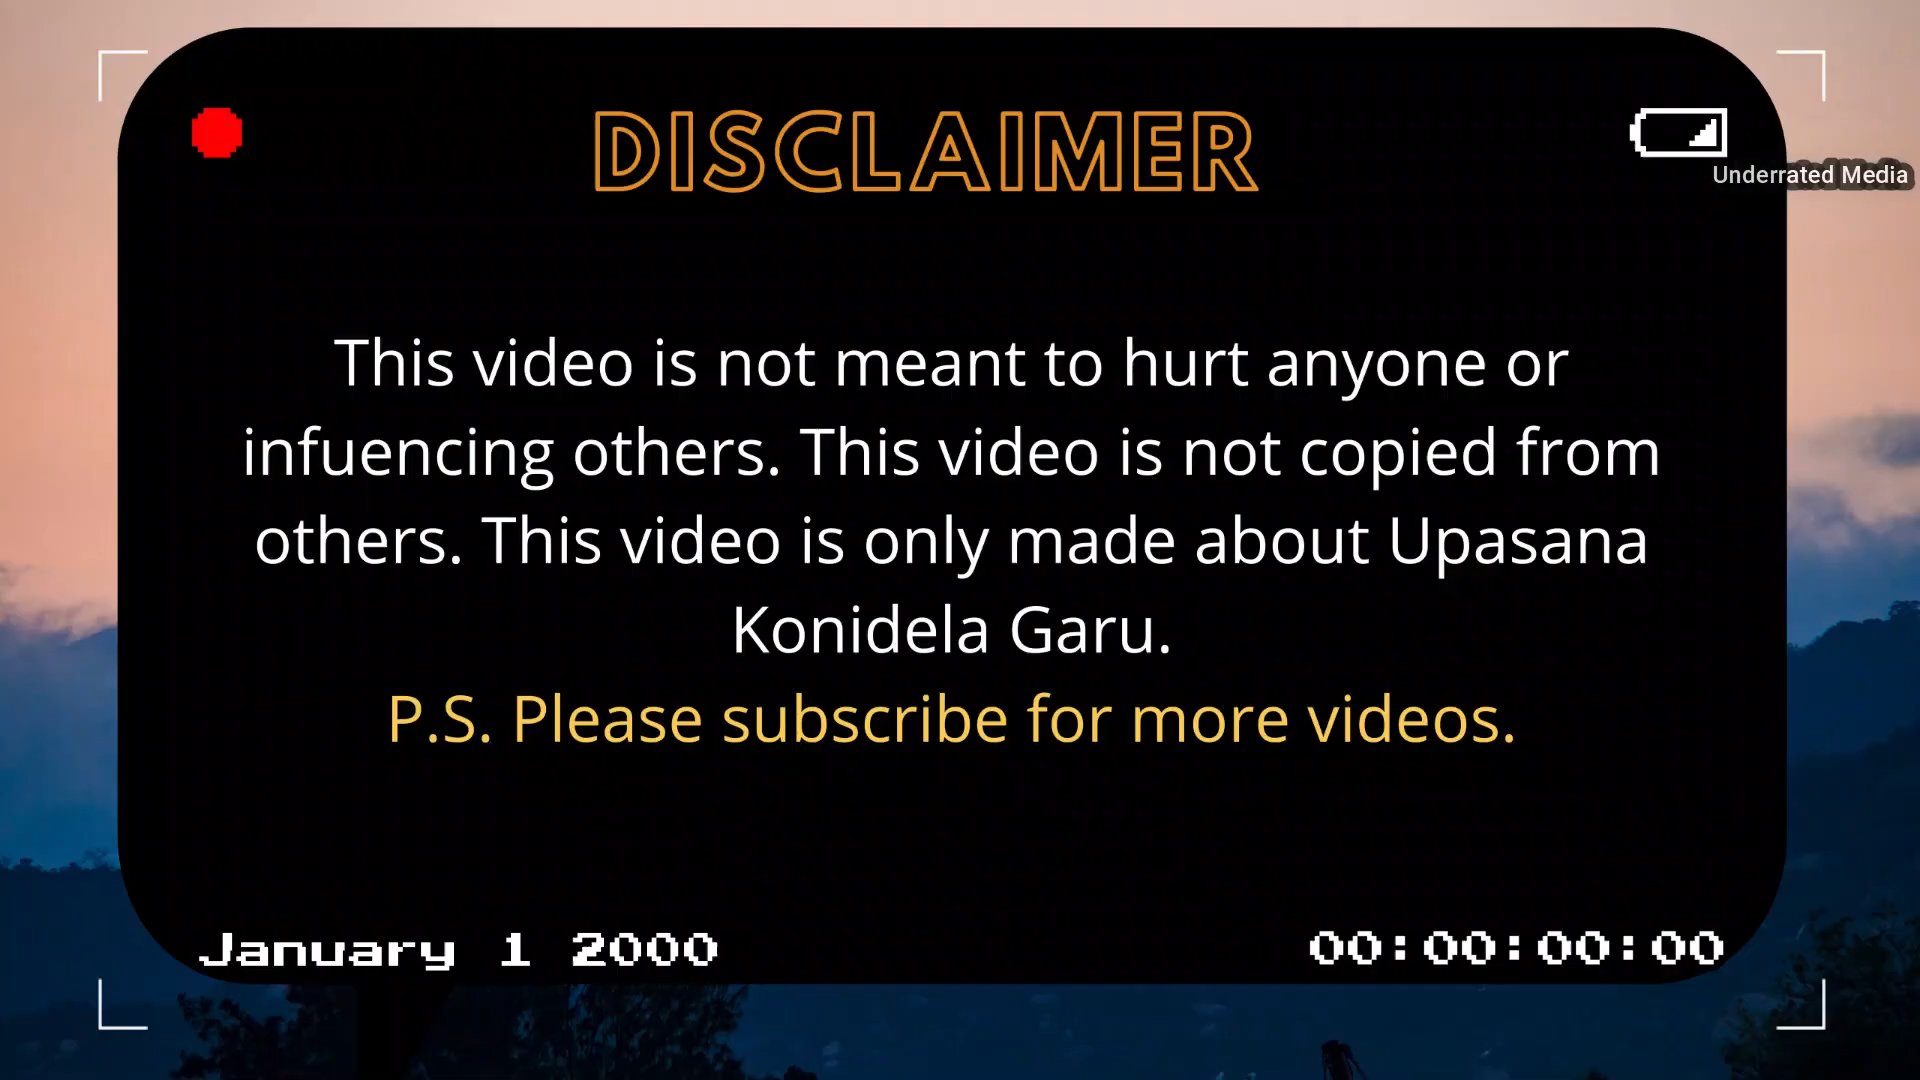 DISCLAIMER
Underrated Media
This video is not meant to hurt anyone or
infuencing others. This video is not copied from
others. This video is only made about Upasana
Konidela Garu.
P.S. Please subscribe for more videos.
January 1 2000
00:00:00:00